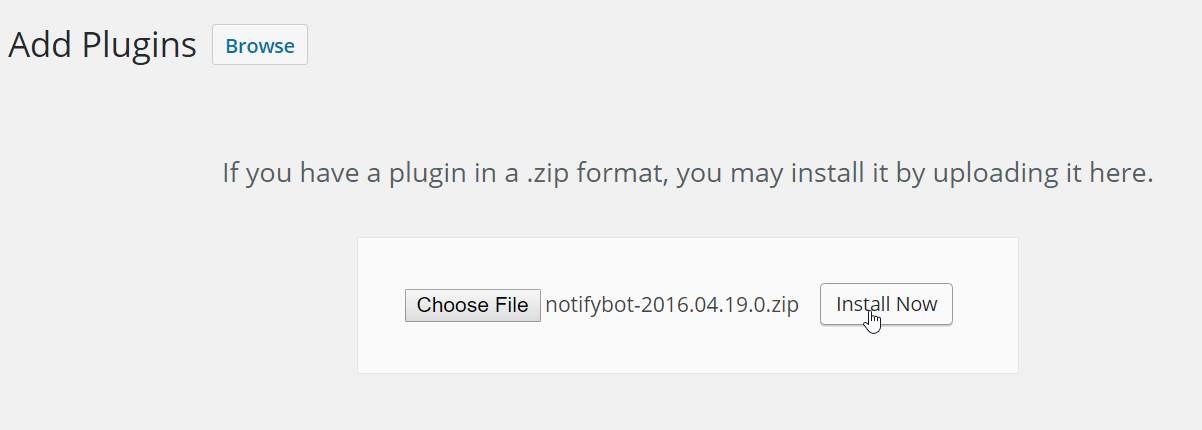 Add Plugins Browse
If you have a plugin in a .zip format, you may install it by uploading it here.
Choose File notifybot-2016.04.19.0.zip Install Now